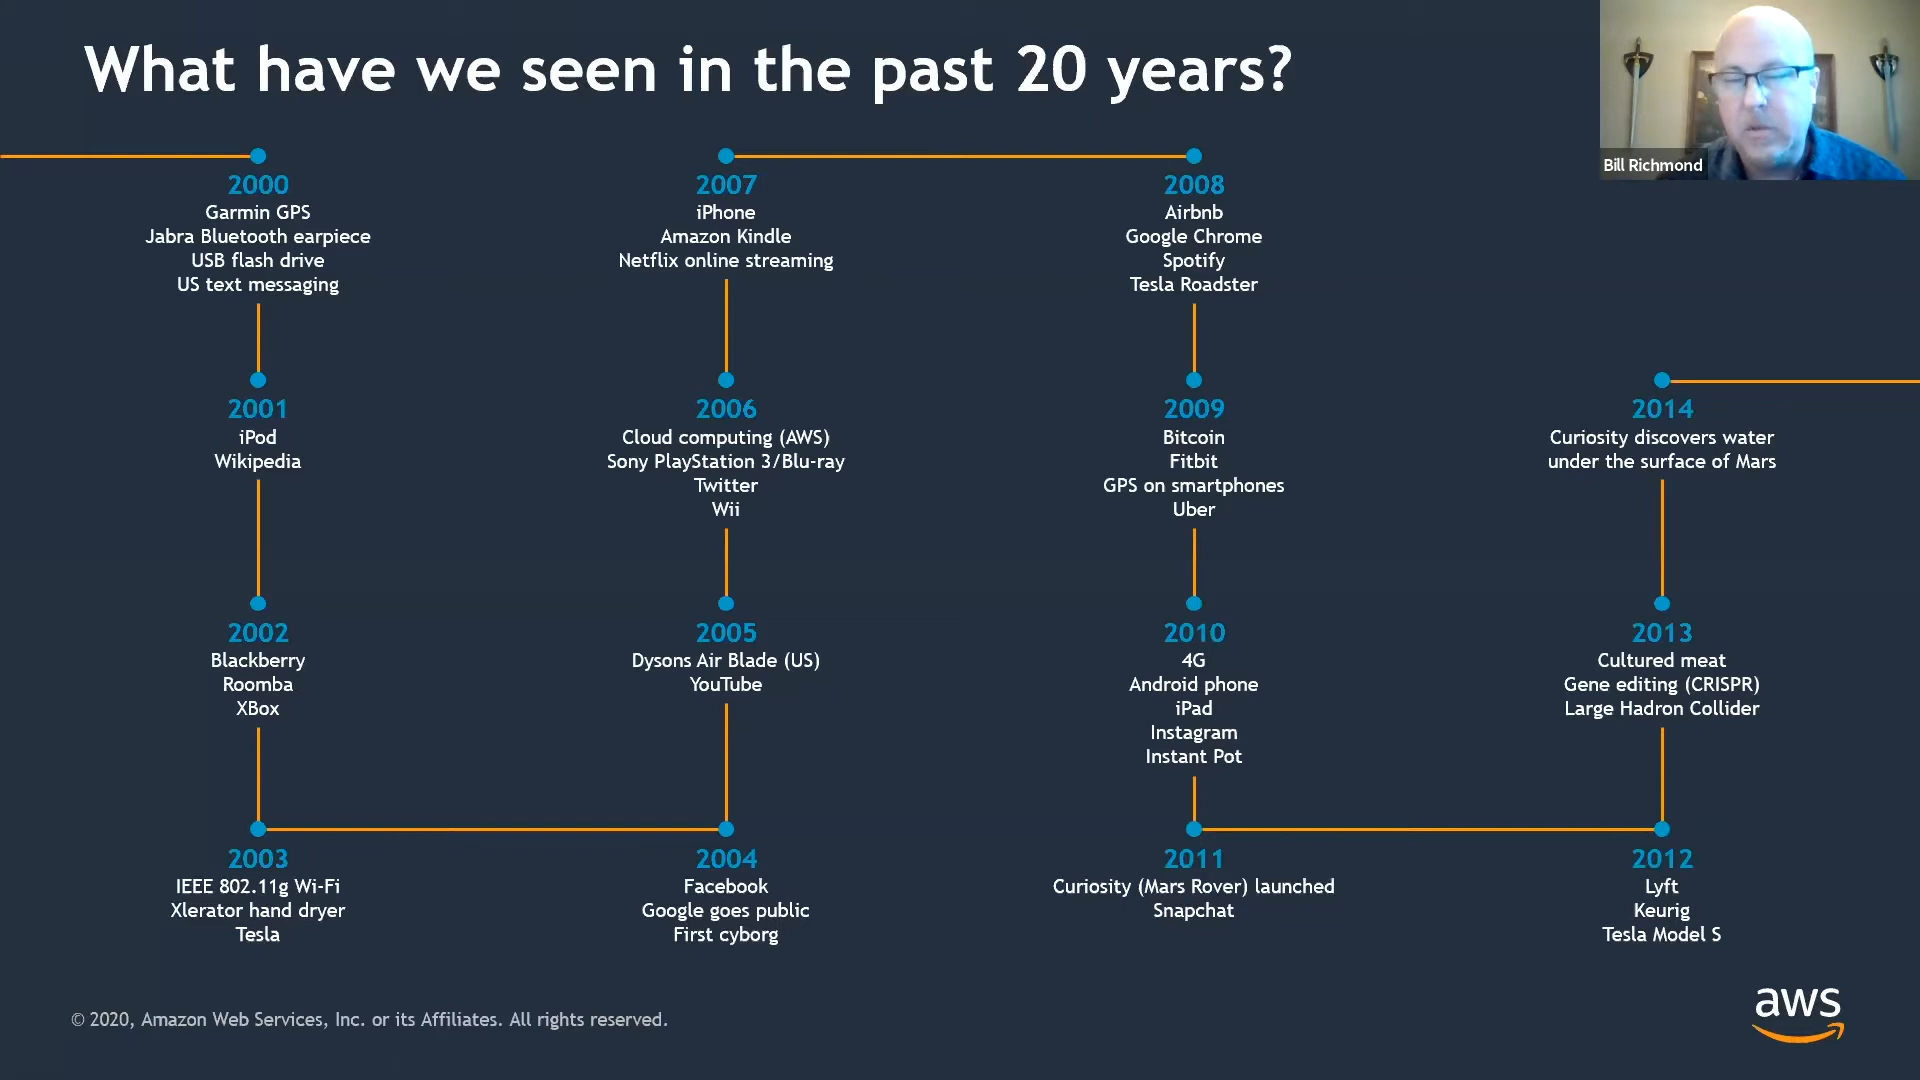 What have we seen in the past 20 years?
Bill Richmond
2000
Garmin GPS
Jabra Bluetooth earpiece
USB flash drive
US text messaging
2001
iPod
Wikipedia
2002
Blackberry
Roomba
XBox
2003
IEEE 802.11g Wi-Fi
Xlerator hand dryer
Tesla
2004
Facebook
Google goes public
First cyborg
2005
Dysons Air Blade (US)
YouTube
2006
Cloud computing (AWS)
Sony PlayStation 3/Blu-ray
Twitter
Wii
2007
iPhone
Amazon Kindle
Netflix online streaming
2008
Airbnb
Google Chrome
Spotify
Tesla Roadster
2009
Bitcoin
Fitbit
GPS on smartphones
Uber
2010
4G
Android phone
iPad
Instagram
Instant Pot
2011
Curiosity (Mars Rover) launched
Snapchat
2012
Lyft
Keurig
Tesla Model S
2013
Cultured meat
Gene editing (CRISPR)
Large Hadron Collider
2014
Curiosity discovers water
under the surface of Mars
© 2020, Amazon Web Services, Inc. or its Affiliates. All rights reserved.
aws